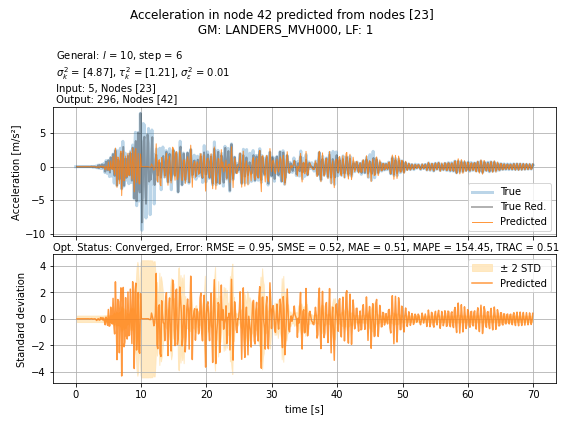 Acceleration in node 42 predicted from nodes [23]
GM: LANDERS_MVH000, LF: 1
General: l = 10, step = 6
σ²ₖ = [4.87], τ²ₖ = [1.21], σ²ε = 0.01
Input: 5, Nodes [23]
Output: 296, Nodes [42]
Acceleration [m/s²]
5
0
−5
−10
True
True Red.
Predicted
Opt. Status: Converged, Error: RMSE = 0.95, SMSE = 0.52, MAE = 0.51, MAPE = 154.45, TRAC = 0.51
Standard deviation
4
2
0
−2
−4
± 2 STD
Predicted
0 10 20 30 40 50 60 70
time [s]